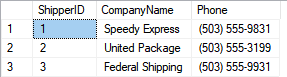 ShipperID CompanyName Phone
1 1 Speedy Express (503) 555-9831
2 2 United Package (503) 555-3199
3 3 Federal Shipping (503) 555-9931